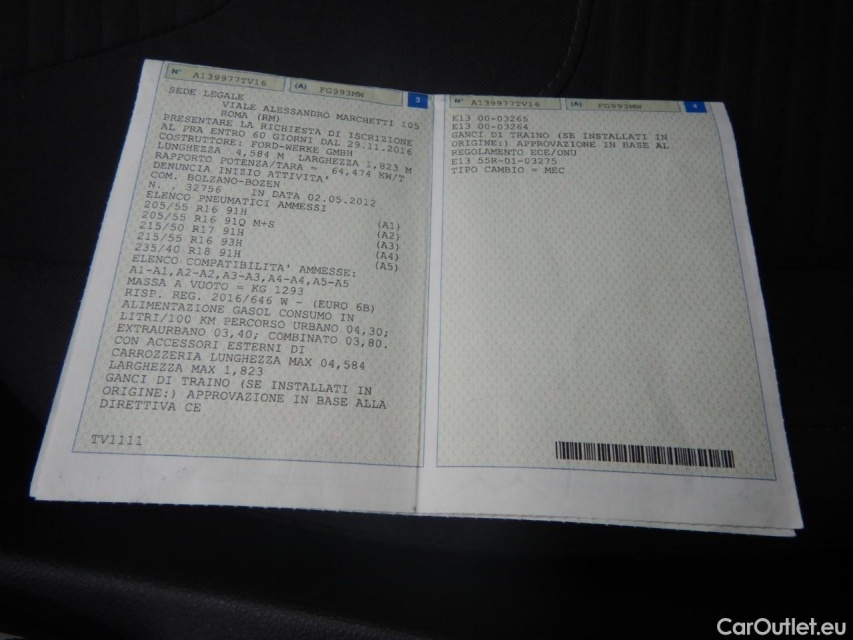 N° A139977TV16 (A) FG993MW 3
SEDE LEGALE
VIALE ALESSANDRO MARCHETTI 105
ROMA (RM)
PRESENTARE LA RICHIESTA DI ISCRIZIONE
AL PRA ENTRO 60 GIORNI DAL 29.11.2016
COSTRUTTORE: FORD-WERKE GMBH
LUNGHEZZA 4,584 M LARGHEZZA 1,823 M
RAPPORTO POTENZA/TARA = 64,474 KW/T
DENUNCIA INIZIO ATTIVITA'
COM. BOLZANO-BOZEN
N. . 32756 IN DATA 02.05.2012
ELENCO PNEUMATICI AMMESSI
205/55 R16 91H (A1)
205/55 R16 91Q M+S (A2)
215/50 R17 91H (A3)
215/55 R16 93H (A4)
235/40 R18 91H (A5)
ELENCO COMPATIBILITA' AMMESSE:
A1-A1,A2-A2,A3-A3,A4-A4,A5-A5
MASSA A VUOTO = KG 1293
RISP. REG. 2016/646 W - (EURO 6B)
ALIMENTAZIONE GASOL CONSUMO IN
LITRI/100 KM PERCORSO URBANO 04,30;
EXTRAURBANO 03,40; COMBINATO 03,80.
CON ACCESSORI ESTERNI DI
CARROZZERIA LUNGHEZZA MAX 04,584
LARGHEZZA MAX 1,823
GANCI DI TRAINO (SE INSTALLATI IN
ORIGINE:) APPROVAZIONE IN BASE ALLA
DIRETTIVA CE
TV1111
N° A139977TV16 (A) FG993MW 4
E13 00-03265
E13 00-03264
GANCI DI TRAINO (SE INSTALLATI IN
ORIGINE:) APPROVAZIONE IN BASE AL
REGOLAMENTO ECE/ONU
E13 55R-01-03275
TIPO CAMBIO = MEC
CarOutlet.eu